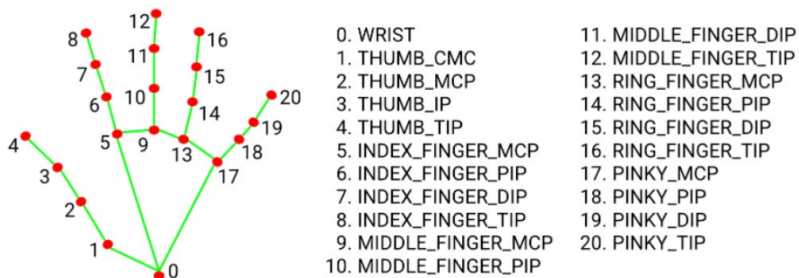 12
8
16
11
7
15
20
6
10
14
4
19
5
9
13
18
3
17
2
1
0
0. WRIST
1. THUMB_CMC
2. THUMB_MCP
3. THUMB_IP
4. THUMB_TIP
5. INDEX_FINGER_MCP
6. INDEX_FINGER_PIP
7. INDEX_FINGER_DIP
8. INDEX_FINGER_TIP
9. MIDDLE_FINGER_MCP
10. MIDDLE_FINGER_PIP
11. MIDDLE_FINGER_DIP
12. MIDDLE_FINGER_TIP
13. RING_FINGER_MCP
14. RING_FINGER_PIP
15. RING_FINGER_DIP
16. RING_FINGER_TIP
17. PINKY_MCP
18. PINKY_PIP
19. PINKY_DIP
20. PINKY_TIP